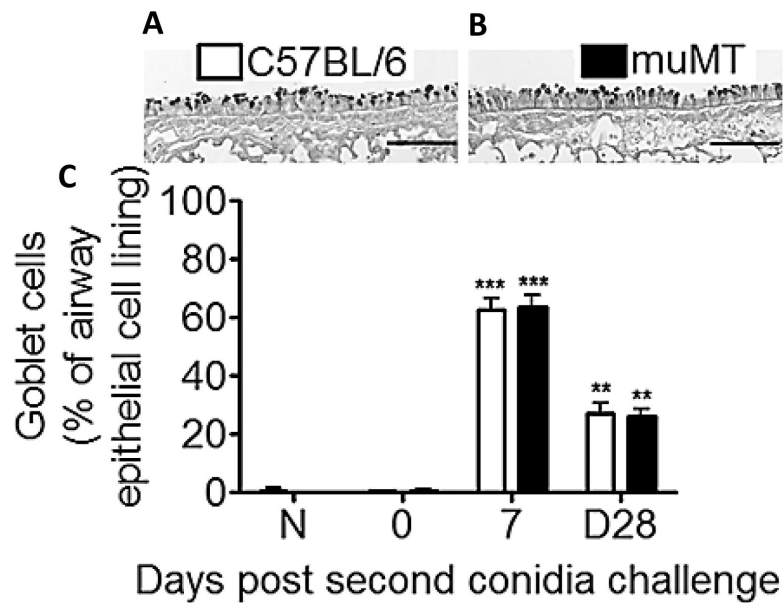 A
B
C57BL/6
muMT
C
Goblet cells
(% of airway
epithelial cell lining)
100
80
60
40
20
0
*** ***
** **
N 0 7 D28
Days post second conidia challenge